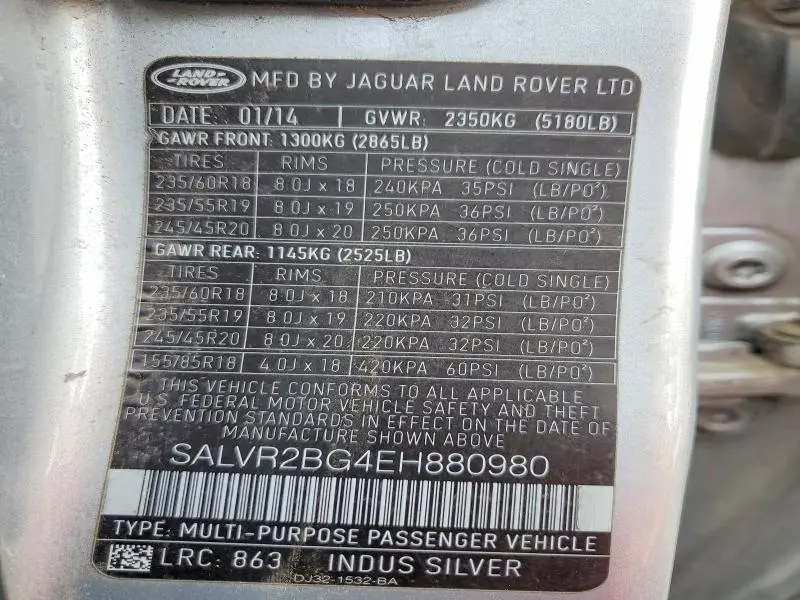 LAND ROVER MFD BY JAGUAR LAND ROVER LTD
DATE: 01/14 GVWR: 2350KG (5180LB)
GAWR FRONT: 1300KG (2865LB)
TIRES RIMS PRESSURE (COLD SINGLE)
235/60R18 8.0J x 18 240KPA 35PSI (LB/PO²)
235/55R19 8.0J x 19 250KPA 36PSI (LB/PO²)
245/45R20 8.0J x 20 250KPA 36PSI (LB/PO²)
GAWR REAR: 1145KG (2525LB)
TIRES RIMS PRESSURE (COLD SINGLE)
235/60R18 8.0J x 18 210KPA 31PSI (LB/PO²)
235/55R19 8.0J x 19 220KPA 32PSI (LB/PO²)
245/45R20 8.0J x 20 220KPA 32PSI (LB/PO²)
155/85R18 4.0J x 18 420KPA 60PSI (LB/PO²)
THIS VEHICLE CONFORMS TO ALL APPLICABLE
U.S. FEDERAL MOTOR VEHICLE SAFETY AND THEFT
PREVENTION STANDARDS IN EFFECT ON THE DATE OF
MANUFACTURE SHOWN ABOVE
SALVR2BG4EH880980
TYPE: MULTI-PURPOSE PASSENGER VEHICLE
LRC: 863 INDUS SILVER
DJ32-1532-BA